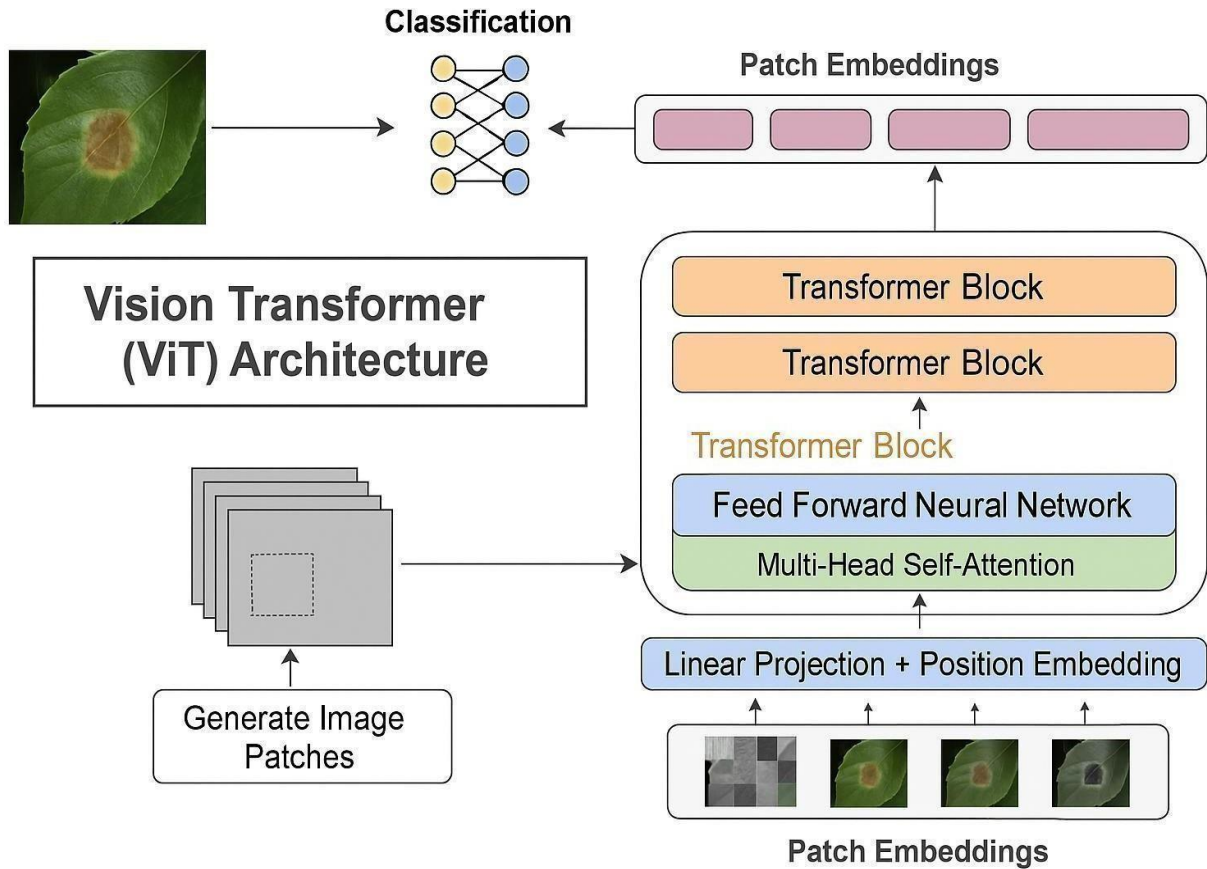 Classification
Patch Embeddings
Vision Transformer
(ViT) Architecture
Transformer Block
Transformer Block
Transformer Block
Feed Forward Neural Network
Multi-Head Self-Attention
Linear Projection + Position Embedding
Generate Image
Patches
Patch Embeddings